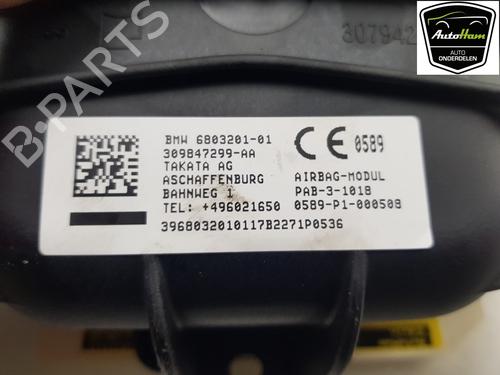 AutoHam
AUTO
ONDERDELEN
B-PARTS
BMW 6803201-01
309847299-AA
TAKATA AG
ASCHAFFENBURG
BAHNWEG 1
TEL: +496021650
3968032010117B2271P0536
CE 0589
AIRBAG-MODUL
PAB-3-1018
0589-P1-000508